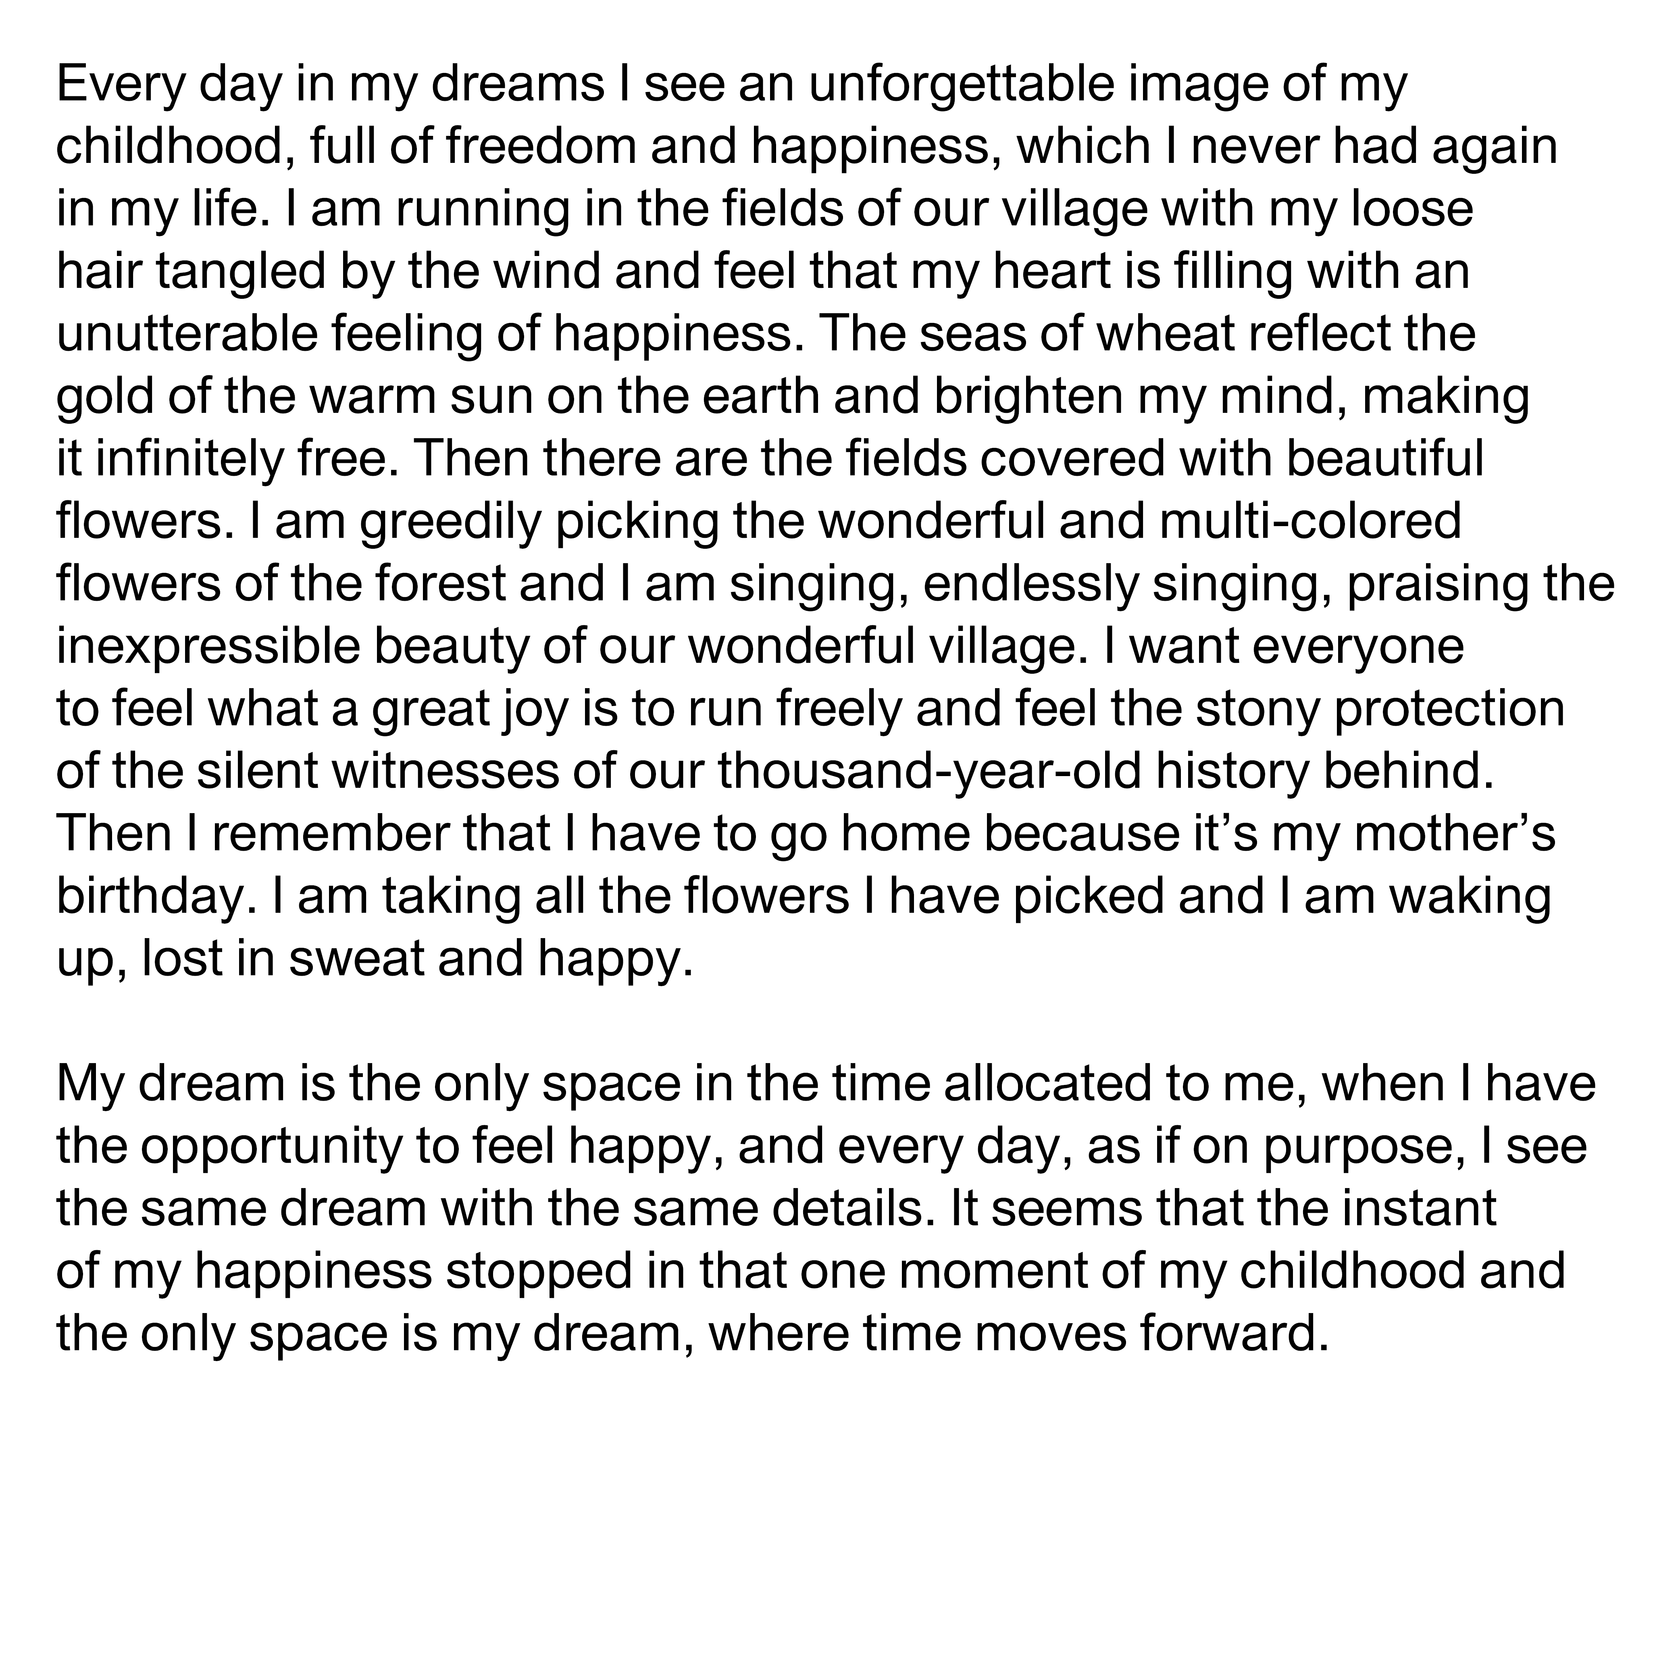 Every day in my dreams I see an unforgettable image of my
childhood, full of freedom and happiness, which I never had again
in my life. I am running in the fields of our village with my loose
hair tangled by the wind and feel that my heart is filling with an
unutterable feeling of happiness. The seas of wheat reflect the
gold of the warm sun on the earth and brighten my mind, making
it infinitely free. Then there are the fields covered with beautiful
flowers. I am greedily picking the wonderful and multi-colored
flowers of the forest and I am singing, endlessly singing, praising the
inexpressible beauty of our wonderful village. I want everyone
to feel what a great joy is to run freely and feel the stony protection
of the silent witnesses of our thousand-year-old history behind.
Then I remember that I have to go home because it’s my mother’s
birthday. I am taking all the flowers I have picked and I am waking
up, lost in sweat and happy.
My dream is the only space in the time allocated to me, when I have
the opportunity to feel happy, and every day, as if on purpose, I see
the same dream with the same details. It seems that the instant
of my happiness stopped in that one moment of my childhood and
the only space is my dream, where time moves forward.